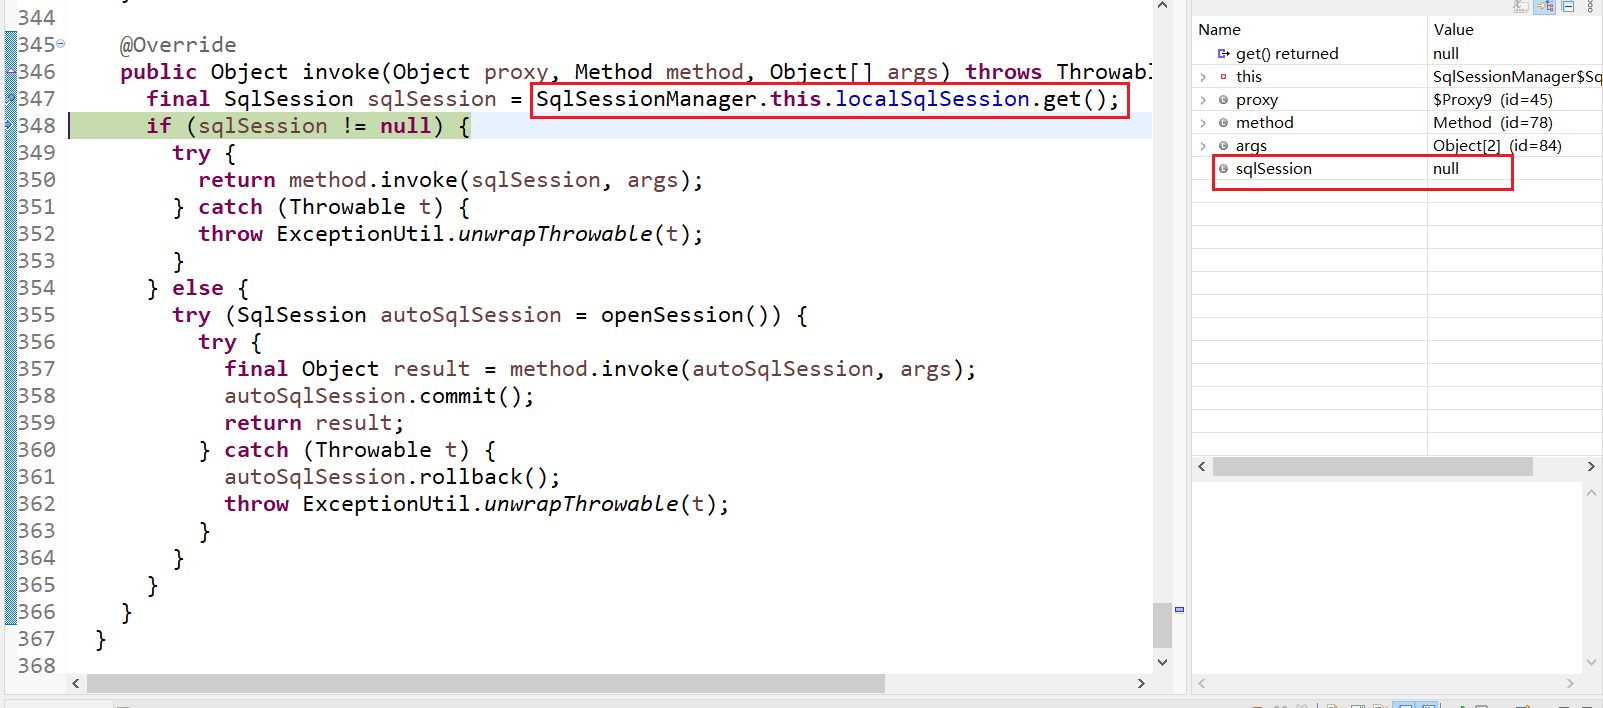 344
345 @Override
346 public Object invoke(Object proxy, Method method, Object[] args) throws Throwabl
347 final SqlSession sqlSession = SqlSessionManager.this.localSqlSession.get();
348 if (sqlSession != null) {
349 try {
350 return method.invoke(sqlSession, args);
351 } catch (Throwable t) {
352 throw ExceptionUtil.unwrapThrowable(t);
353 }
354 } else {
355 try (SqlSession autoSqlSession = openSession()) {
356 try {
357 final Object result = method.invoke(autoSqlSession, args);
358 autoSqlSession.commit();
359 return result;
360 } catch (Throwable t) {
361 autoSqlSession.rollback();
362 throw ExceptionUtil.unwrapThrowable(t);
363 }
364 }
365 }
366 }
367 }
368
Name Value
get() returned null
this SqlSessionManager$Sq
proxy $Proxy9 (id=45)
method Method (id=78)
args Object[2] (id=84)
sqlSession null